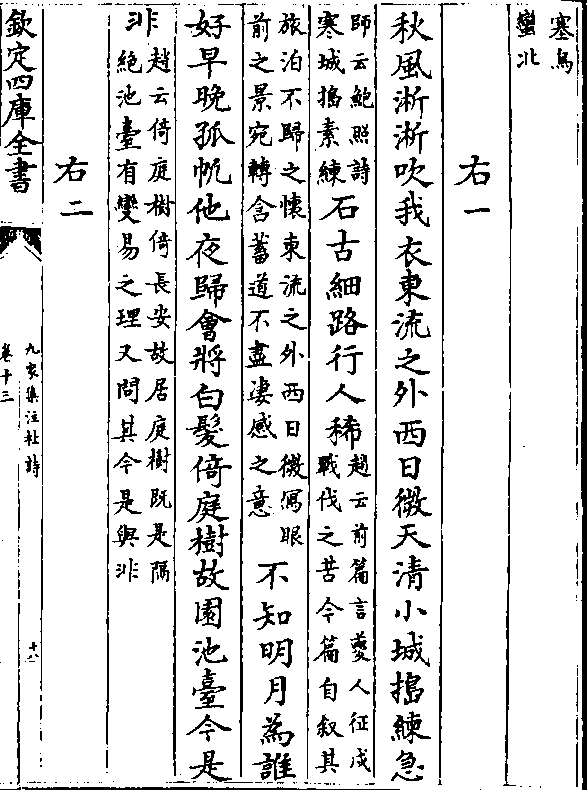 塞烏
蠻北
右一
秋風淅淅吹我衣東流之外西日微天清小城搗練急
師云鮑照詩
寒城搗素練
石古細路行人稀
趙云前篇言夔人征戍
戰伐之苦今篇自叙其
旅泊不歸之懷東流之外西日微寫眼
前之景宛轉含蓄道不盡凄感之意
不知明月為誰
好早晚孤帆他夜歸會將白髮倚庭樹故園池臺今是
非
趙云倚庭樹倚長安故居庭樹既是隔
絶池臺有變易之理又問其今是與非
右二
欽定四庫全書
九家集注杜詩
卷十三
十八